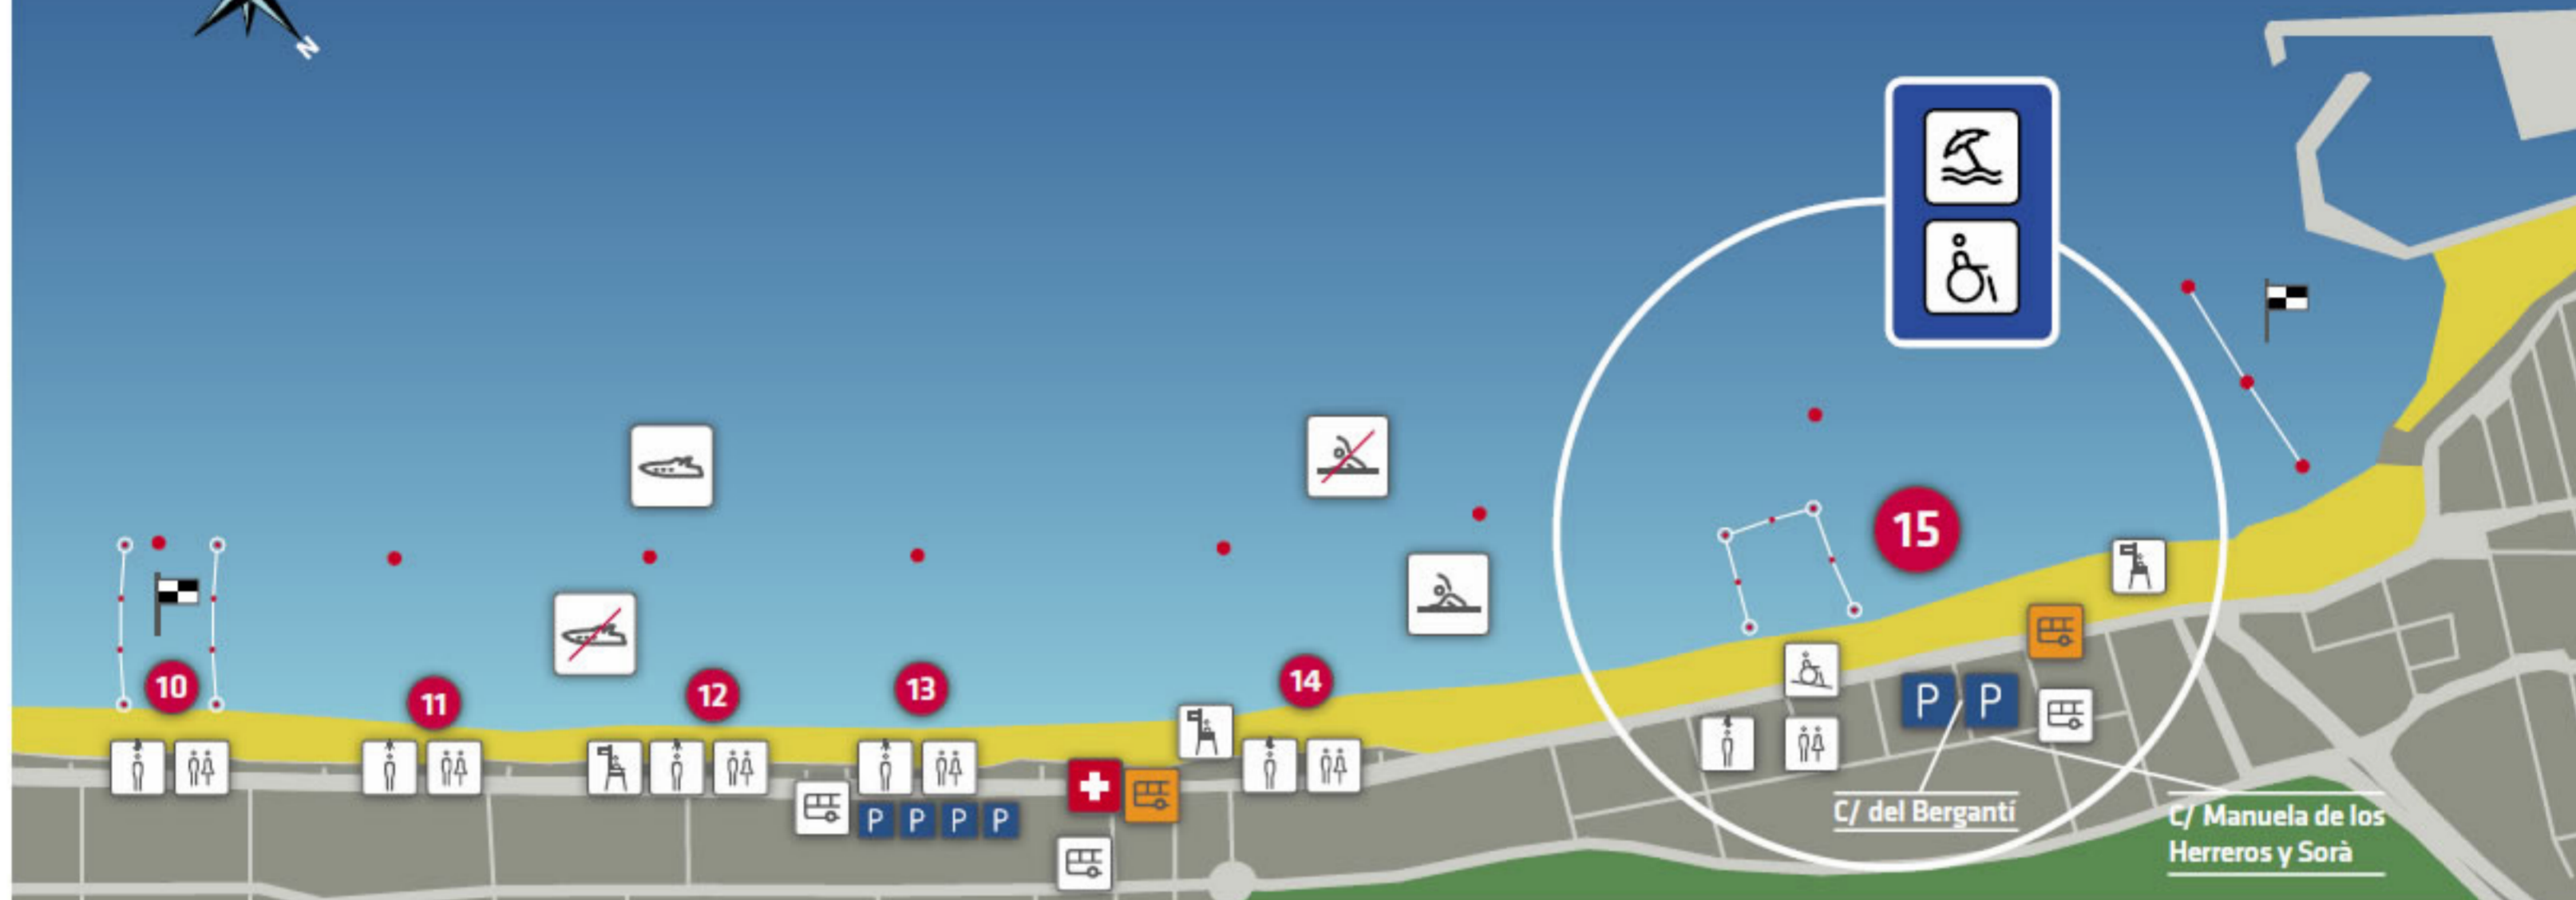 N
15
10
11
12
13
14
P P
P P P P
C/ del Bergantí
C/ Manuela de los
Herreros y Sorà